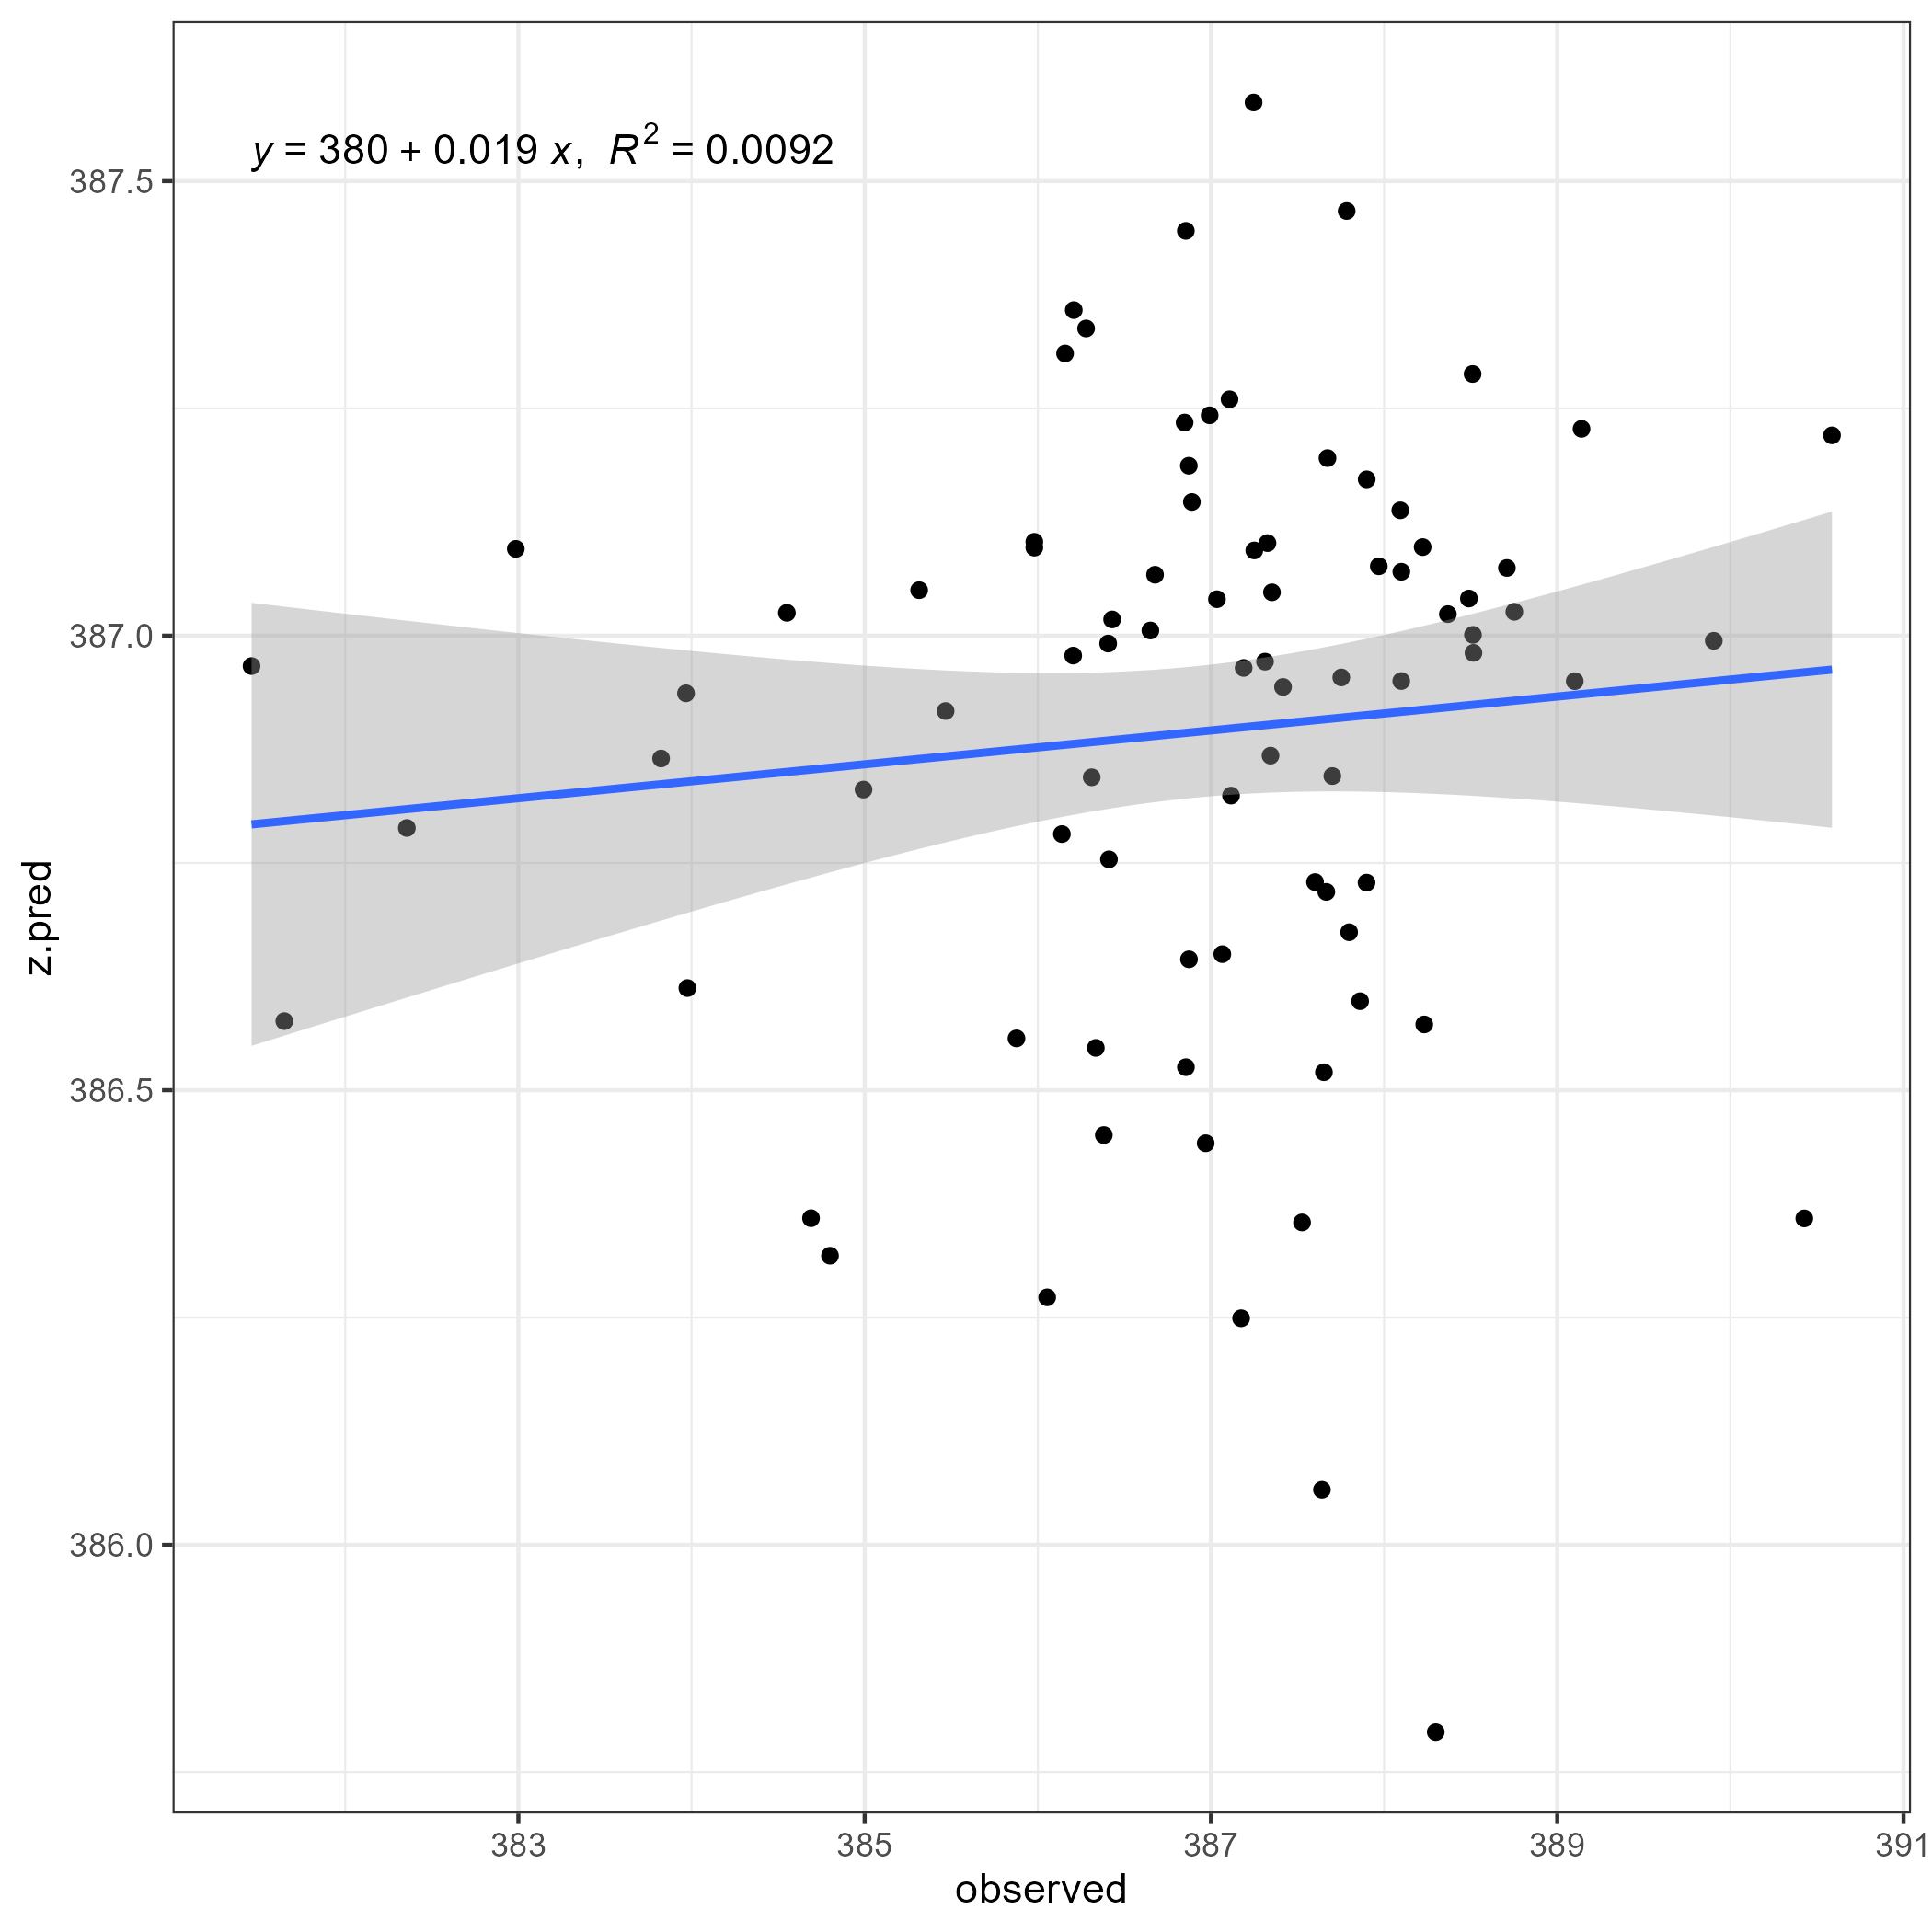 y = 380 + 0.019 x, R² = 0.0092
387.5
387.0
386.5
386.0
z.pred
383 385 387 389 391
observed